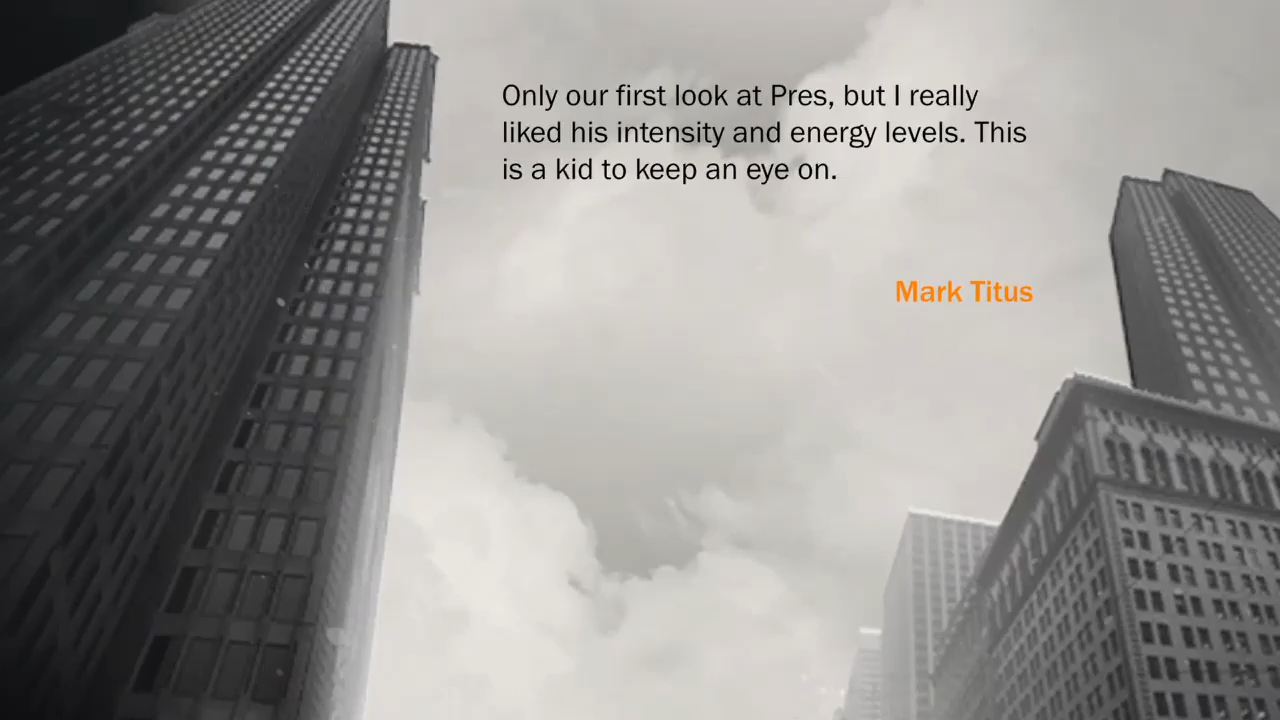 Only our first look at Pres, but I really
liked his intensity and energy levels. This
is a kid to keep an eye on.
Mark Titus